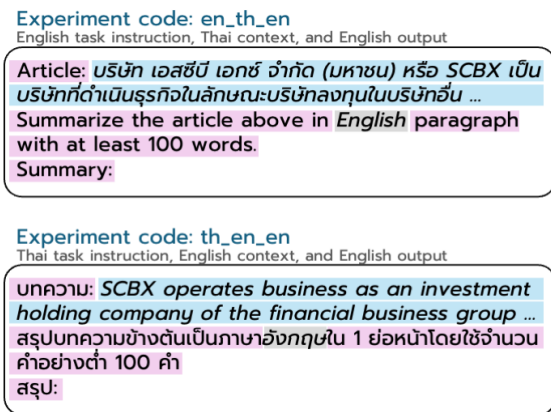 Experiment code: en_th_en
English task instruction, Thai context, and English output
Article: บริษัท เอสซีบี เอกซ์ จำกัด (มหาชน) หรือ SCBX เป็น
บริษัทที่ดำเนินธุรกิจในลักษณะบริษัทลงทุนในบริษัทอื่น ...
Summarize the article above in English paragraph
with at least 100 words.
Summary:
Experiment code: th_en_en
Thai task instruction, English context, and English output
บทความ: SCBX operates business as an investment
holding company of the financial business group ...
สรุปบทความข้างต้นเป็นภาษาอังกฤษใน 1 ย่อหน้าโดยใช้จำนวน
คำอย่างต่ำ 100 คำ
สรุป: